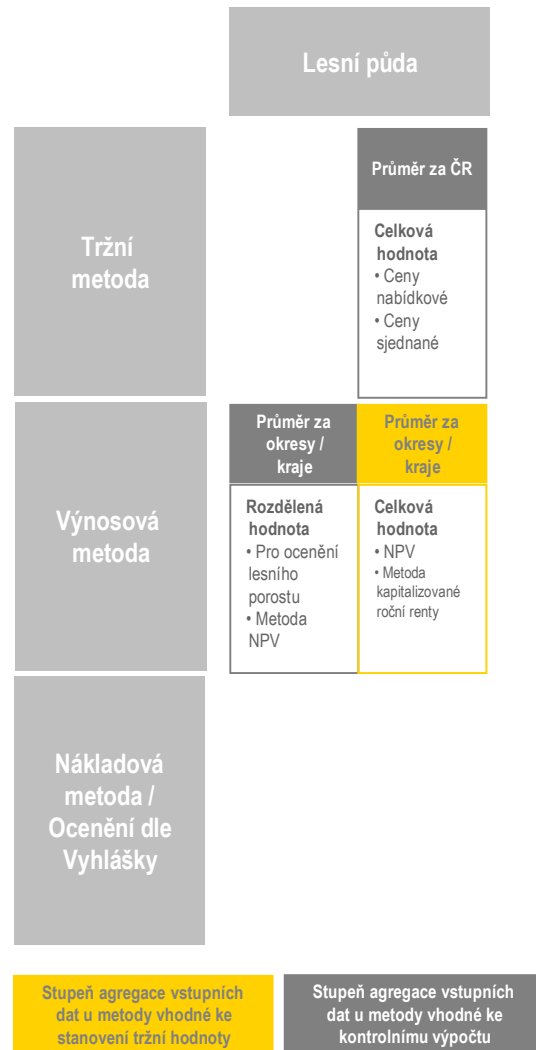 Lesní půda
Tržní
metoda
Průměr za ČR
Celková
hodnota
• Ceny
nabídkové
• Ceny
sjednané
Výnosová
metoda
Průměr za
okresy /
kraje
Rozdělená
hodnota
• Pro ocenění
lesního
porostu
• Metoda
NPV
Průměr za
okresy /
kraje
Celková
hodnota
• NPV
• Metoda
kapitalizované
roční renty
Nákladová
metoda /
Ocenění dle
Vyhlášky
Stupeň agregace vstupních
dat u metody vhodné ke
stanovení tržní hodnoty
Stupeň agregace vstupních
dat u metody vhodné ke
kontrolnímu výpočtu